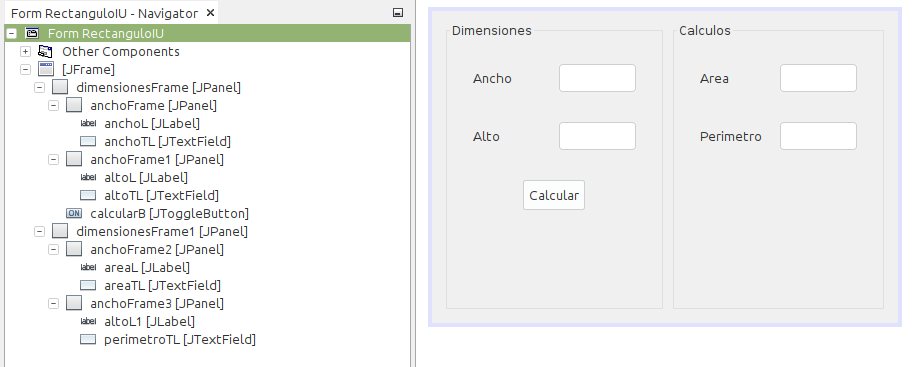 Form RectanguloIU - Navigator ×
Form RectanguloIU
Other Components
[JFrame]
dimensionesFrame [JPanel]
anchoFrame [JPanel]
label anchoL [JLabel]
anchoTL [JTextField]
anchoFrame1 [JPanel]
label altoL [JLabel]
altoTL [JTextField]
ON calcularB [JToggleButton]
dimensionesFrame1 [JPanel]
anchoFrame2 [JPanel]
label areaL [JLabel]
areaTL [JTextField]
anchoFrame3 [JPanel]
label altoL1 [JLabel]
perimetroTL [JTextField]
Dimensiones
Ancho
Alto
Calcular
Calculos
Area
Perimetro